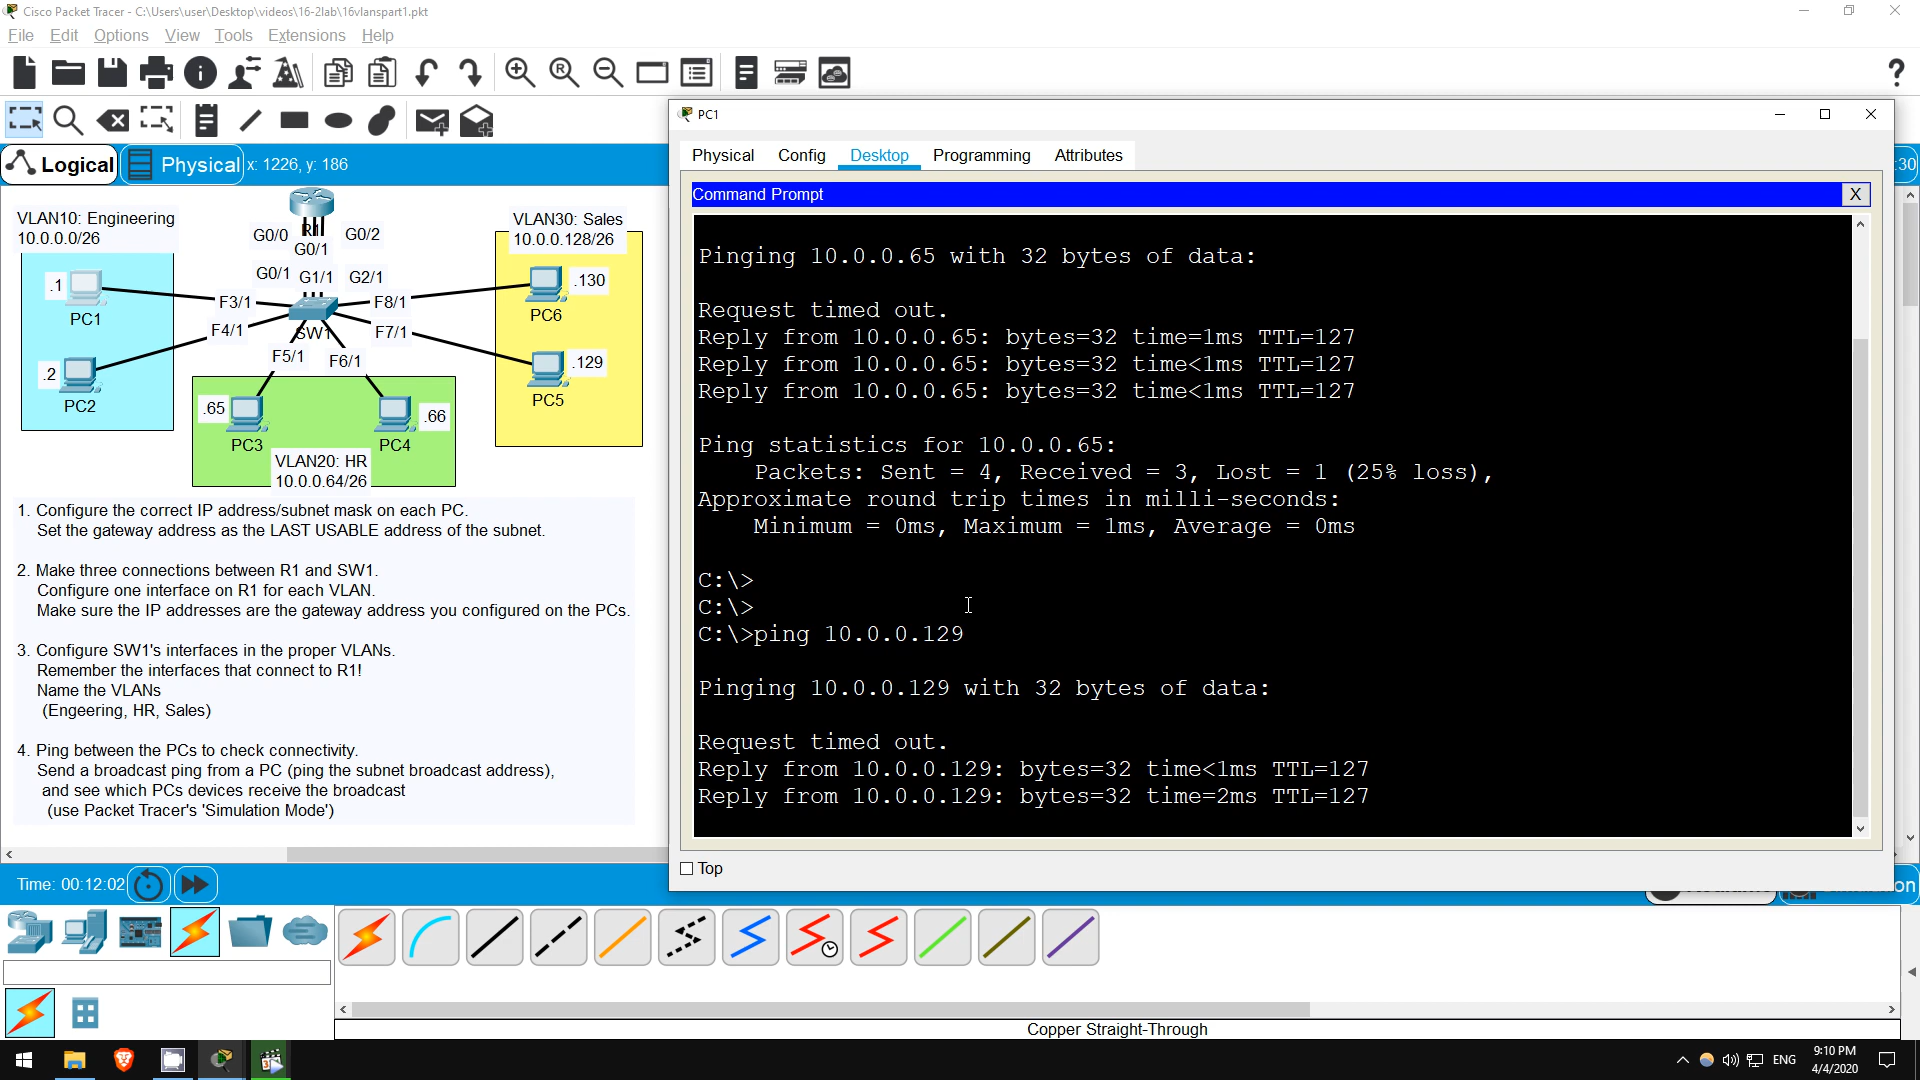 Cisco Packet Tracer - C:\Users\user\Desktop\videos\16-2lab\16vlanspart1.pkt
File Edit Options View Tools Extensions Help
PC1
Physical Config Desktop Programming Attributes
Logical Physical x: 1226, y: 186
:30
Command Prompt
X
VLAN10: Engineering
10.0.0.0/26
VLAN30: Sales
10.0.0.128/26
R1
G0/0 G0/2
G0/1
G0/1 G1/1 G2/1
.1
PC1
F3/1 F8/1
.130
PC6
F4/1 SW1 F7/1
F5/1 F6/1
.2
PC2
.129
PC5
.65
PC3
.66
PC4
VLAN20: HR
10.0.0.64/26
1. Configure the correct IP address/subnet mask on each PC.
Set the gateway address as the LAST USABLE address of the subnet.
2. Make three connections between R1 and SW1.
Configure one interface on R1 for each VLAN.
Make sure the IP addresses are the gateway address you configured on the PCs.
3. Configure SW1's interfaces in the proper VLANs.
Remember the interfaces that connect to R1!
Name the VLANs
(Engeering, HR, Sales)
4. Ping between the PCs to check connectivity.
Send a broadcast ping from a PC (ping the subnet broadcast address),
and see which PCs devices receive the broadcast
(use Packet Tracer's 'Simulation Mode')
Pinging 10.0.0.65 with 32 bytes of data:
Request timed out.
Reply from 10.0.0.65: bytes=32 time=1ms TTL=127
Reply from 10.0.0.65: bytes=32 time<1ms TTL=127
Reply from 10.0.0.65: bytes=32 time<1ms TTL=127
Ping statistics for 10.0.0.65:
Packets: Sent = 4, Received = 3, Lost = 1 (25% loss),
Approximate round trip times in milli-seconds:
Minimum = 0ms, Maximum = 1ms, Average = 0ms
C:\>
C:\>
C:\>ping 10.0.0.129
Pinging 10.0.0.129 with 32 bytes of data:
Request timed out.
Reply from 10.0.0.129: bytes=32 time<1ms TTL=127
Reply from 10.0.0.129: bytes=32 time=2ms TTL=127
Top
Time: 00:12:02
Copper Straight-Through
ENG
9:10 PM
4/4/2020